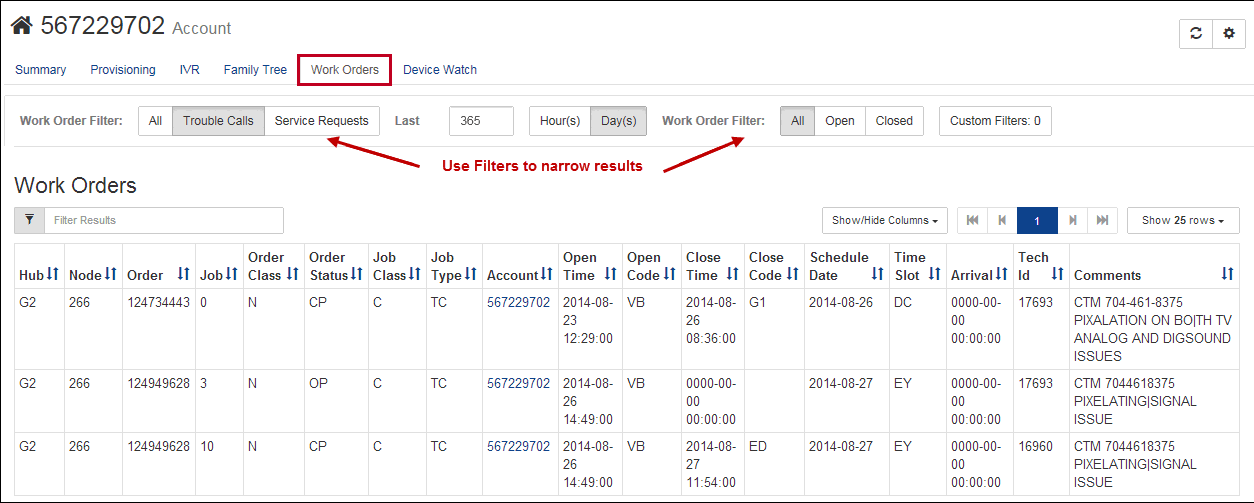 567229702 Account
Summary Provisioning IVR Family Tree Work Orders Device Watch
Work Order Filter: All Trouble Calls Service Requests Last 365 Hour(s) Day(s) Work Order Filter: All Open Closed Custom Filters: 0
Use Filters to narrow results
Work Orders
Filter Results Show/Hide Columns 1 Show 25 rows
Hub Node Order Job Order Class Order Status Job Class Job Type Account Open Time Open Code Close Time Close Code Schedule Date Time Slot Arrival Tech Id Comments
G2 266 124734443 0 N CP C TC 567229702 2014-08-23 12:29:00 VB 2014-08-26 08:36:00 G1 2014-08-26 DC 0000-00-00 00:00:00 17693 CTM 704-461-8375 PIXALATION ON BO|TH TV ANALOG AND DIGSOUND ISSUES
G2 266 124949628 3 N OP C TC 567229702 2014-08-26 14:49:00 VB 0000-00-00 00:00:00 2014-08-27 EY 0000-00-00 00:00:00 17693 CTM 7044618375 PIXELATING|SIGNAL ISSUE
G2 266 124949628 10 N CP C TC 567229702 2014-08-26 14:49:00 VB 2014-08-27 11:54:00 ED 2014-08-27 EY 0000-00-00 00:00:00 16960 CTM 7044618375 PIXELATING|SIGNAL ISSUE